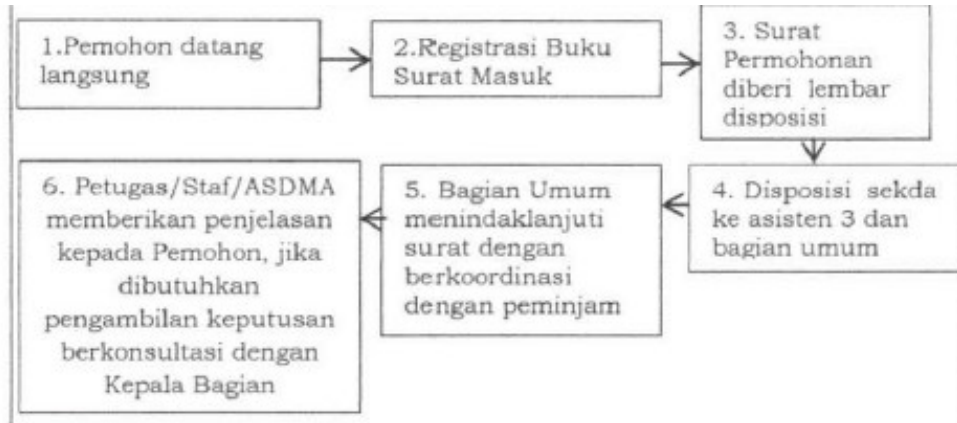 1.Pemohon datang
langsung
2.Registrasi Buku
Surat Masuk
3. Surat
Permohonan
diberi lembar
disposisi
4. Disposisi sekda
ke asisten 3 dan
bagian umum
5. Bagian Umum
menindaklanjuti
surat dengan
berkoordinasi
dengan peminjam
6. Petugas/Staf/ASDMA
memberikan penjelasan
kepada Pemohon, jika
dibutuhkan
pengambilan keputusan
berkonsultasi dengan
Kepala Bagian